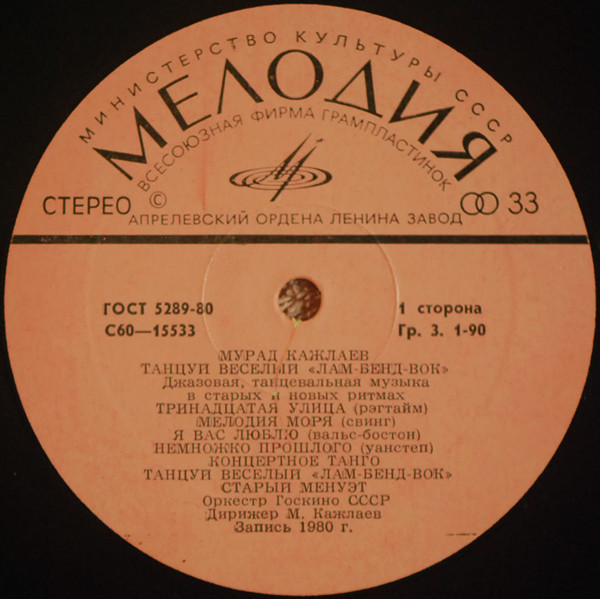 МИНИСТЕРСТВО КУЛЬТУРЫ СССР
МЕЛОДИЯ
ВСЕСОЮЗНАЯ ФИРМА ГРАМПЛАСТИНОК
СТЕРЕО ©
33
АПРЕЛЕВСКИЙ ОРДЕНА ЛЕНИНА ЗАВОД
ГОСТ 5289-80
С60—15533
1 сторона
Гр. 3. 1-90
МУРАД КАЖЛАЕВ
ТАНЦУЙ ВЕСЕЛЫЙ «ЛАМ-БЕНД-ВОК»
Джазовая, танцевальная музыка
в старых и новых ритмах
ТРИНАДЦАТАЯ УЛИЦА (рэгтайм)
МЕЛОДИЯ МОРЯ (свинг)
Я ВАС ЛЮБЛЮ (вальс-бостон)
НЕМНОЖКО ПРОШЛОГО (уанстеп)
КОНЦЕРТНОЕ ТАНГО
ТАНЦУЙ ВЕСЕЛЫЙ «ЛАМ-БЕНД-ВОК»
СТАРЫЙ МЕНУЭТ
Оркестр Госкино СССР
Дирижер М. Кажлаев
Запись 1980 г.